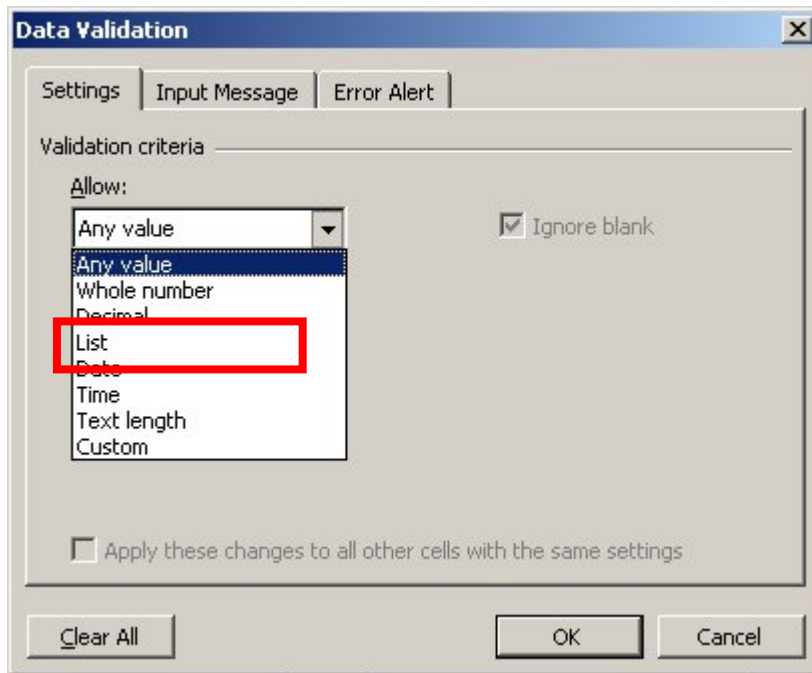 Data Validation
Settings Input Message Error Alert
Validation criteria
Allow:
Any value Ignore blank
Any value
Whole number
Decimal
List
Date
Time
Text length
Custom
Apply these changes to all other cells with the same settings
Clear All OK Cancel